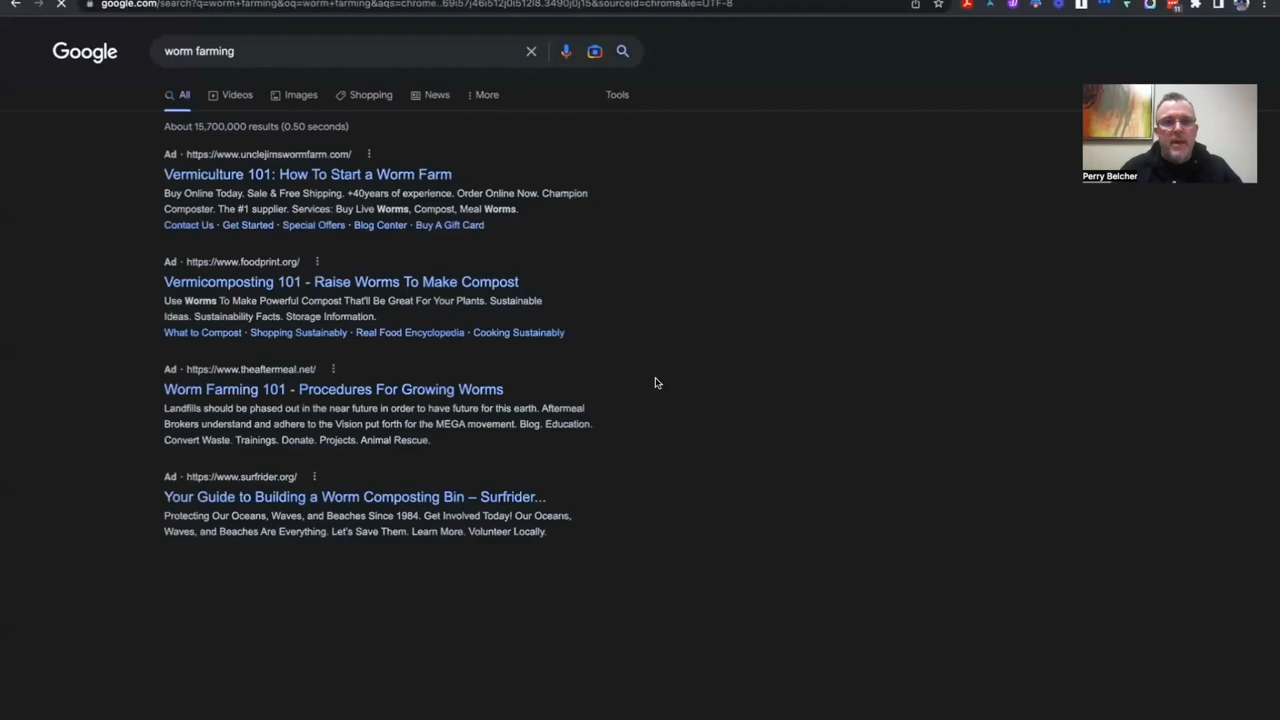 google.com/search?q=worm+farming&oq=worm+farming&aqs=chrome..69i57j46i512j0i512l8.3490j0j15&sourceid=chrome&ie=UTF-8
11
Google
worm farming
All
Videos
Images
Shopping
News
More
Tools
About 15,700,000 results (0.50 seconds)
Ad · https://www.unclejimswormfarm.com/
Vermiculture 101: How To Start a Worm Farm
Buy Online Today. Sale & Free Shipping. +40years of experience. Order Online Now. Champion
Composter. The #1 supplier. Services: Buy Live Worms, Compost, Meal Worms.
Contact Us · Get Started · Special Offers · Blog Center · Buy A Gift Card
Ad · https://www.foodprint.org/
Vermicomposting 101 - Raise Worms To Make Compost
Use Worms To Make Powerful Compost That'll Be Great For Your Plants. Sustainable
Ideas. Sustainability Facts. Storage Information.
What to Compost · Shopping Sustainably · Real Food Encyclopedia · Cooking Sustainably
Ad · https://www.theaftermeal.net/
Worm Farming 101 - Procedures For Growing Worms
Landfills should be phased out in the near future in order to have future for this earth. Aftermeal
Brokers understand and adhere to the Vision put forth for the MEGA movement. Blog. Education.
Convert Waste. Trainings. Donate. Projects. Animal Rescue.
Ad · https://www.surfrider.org/
Your Guide to Building a Worm Composting Bin – Surfrider...
Protecting Our Oceans, Waves, and Beaches Since 1984. Get Involved Today! Our Oceans,
Waves, and Beaches Are Everything. Let's Save Them. Learn More. Volunteer Locally.
Perry Belcher